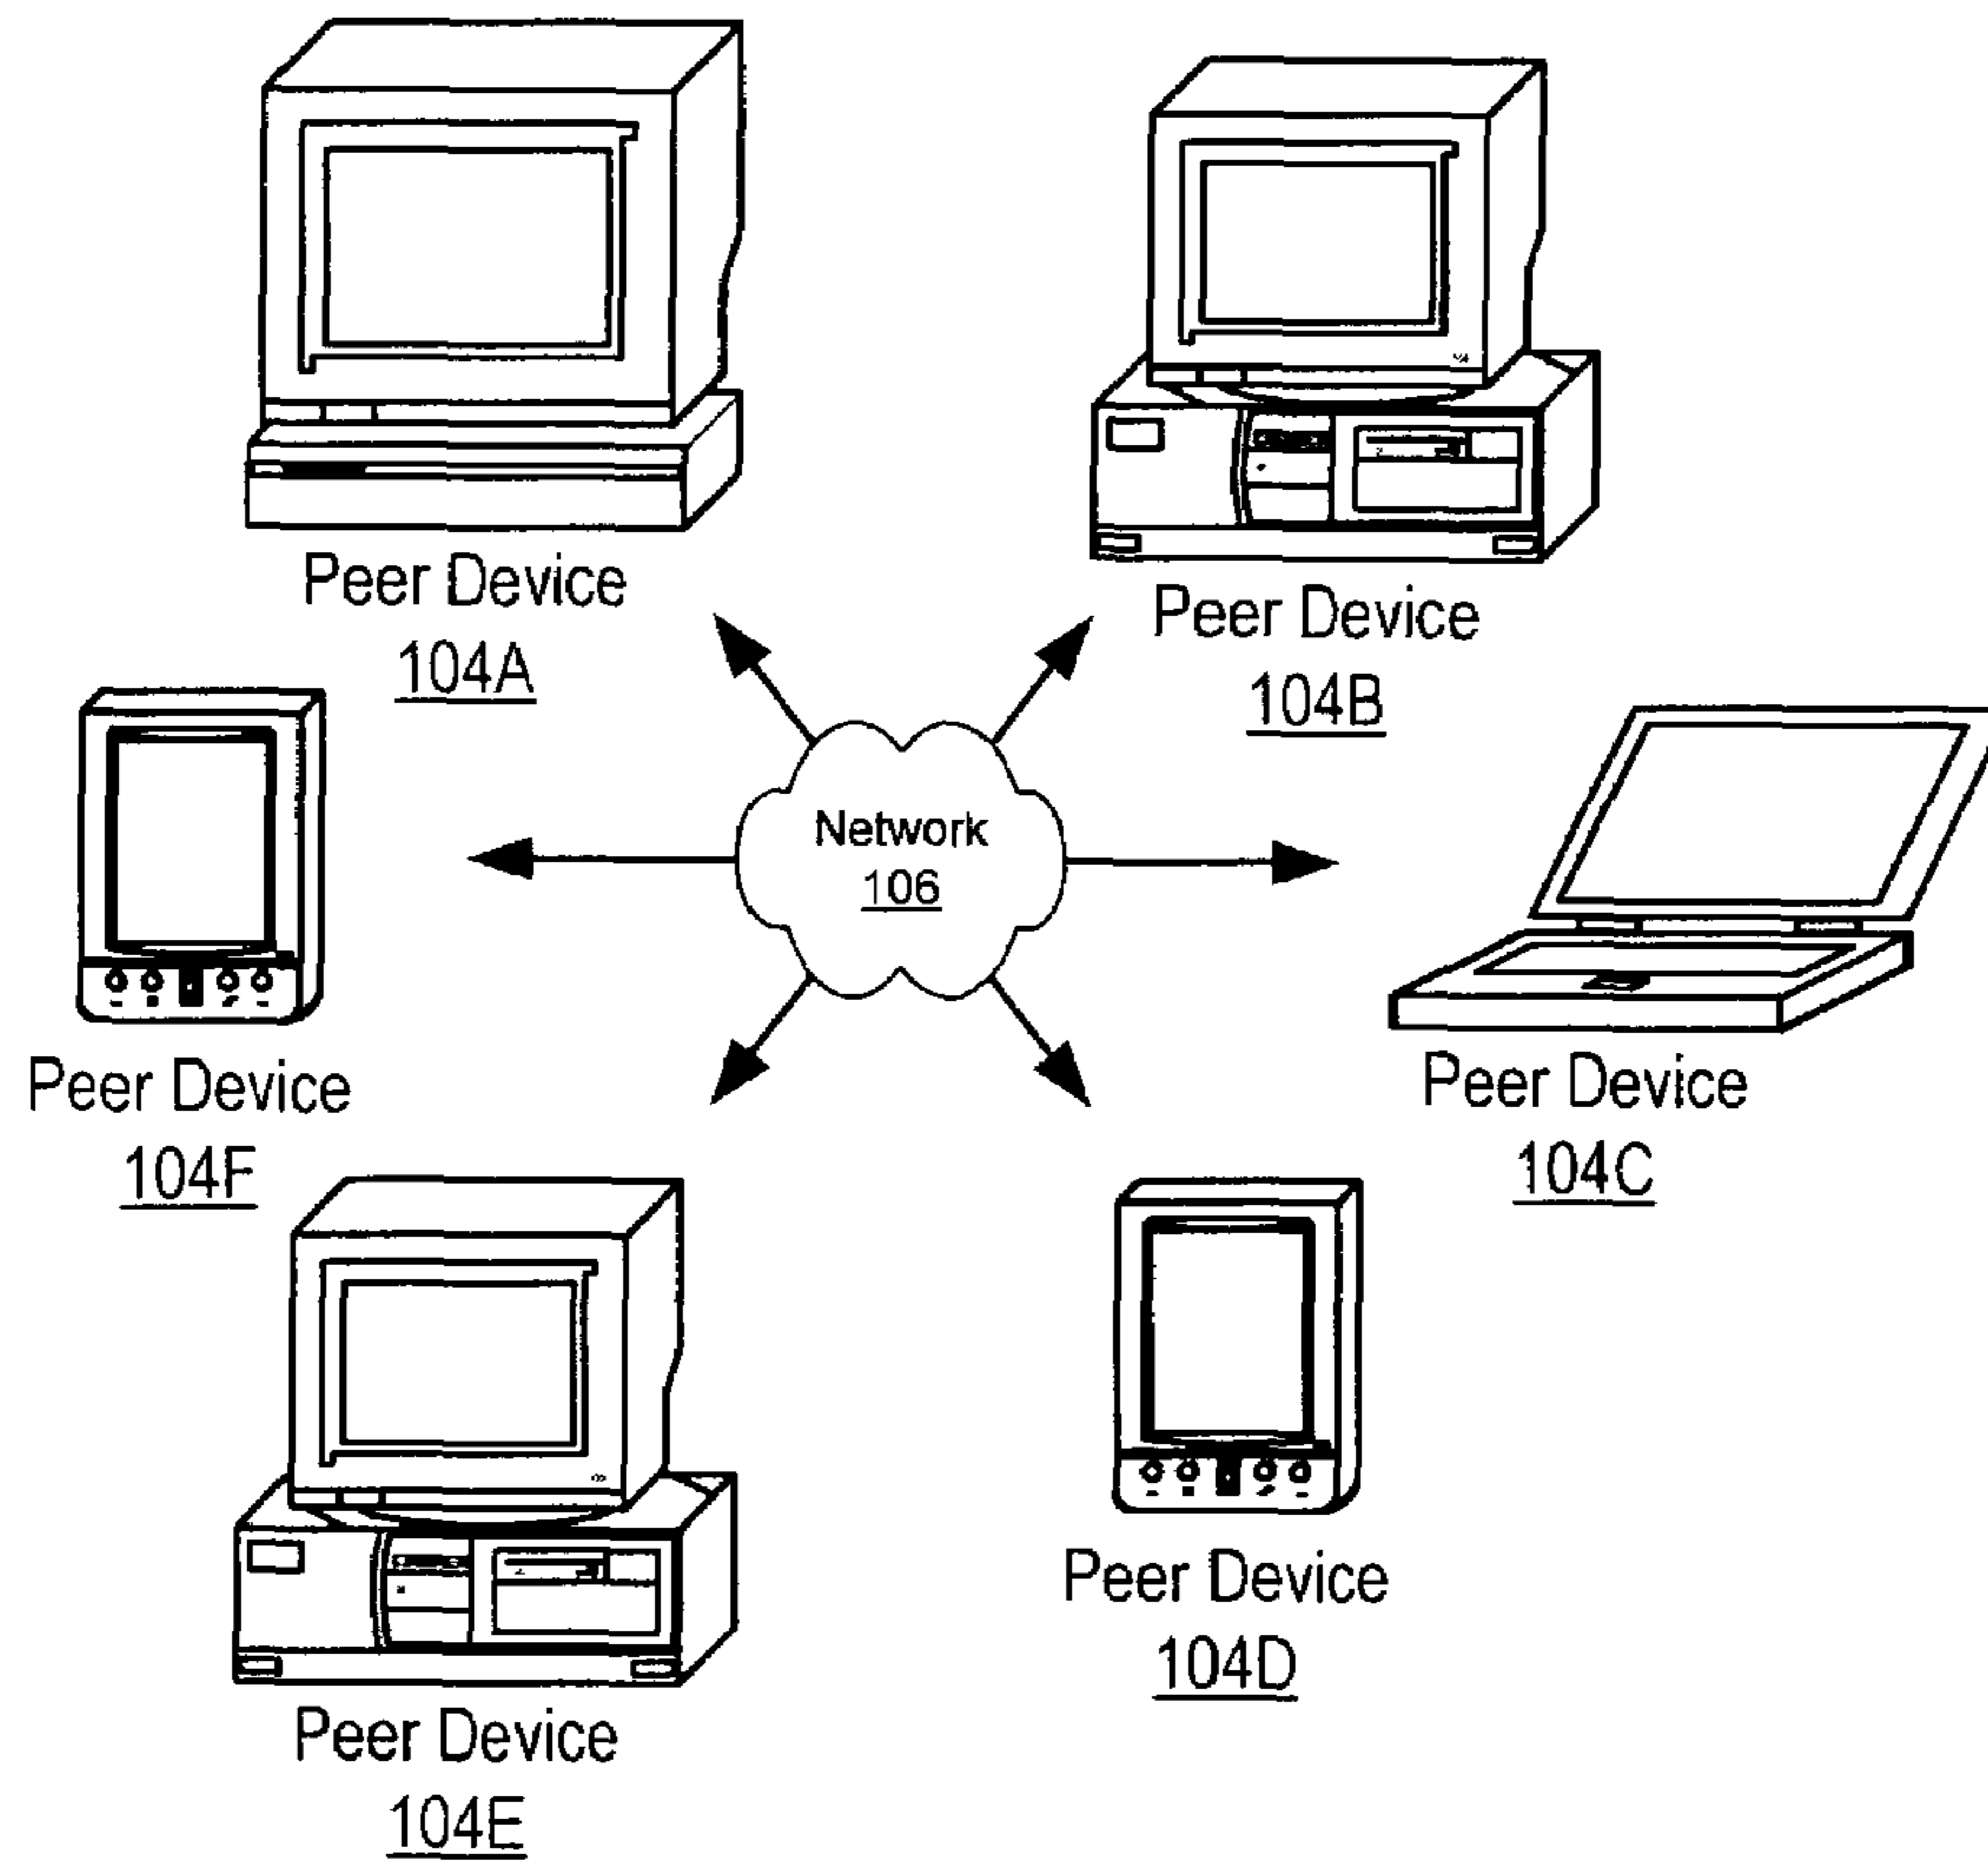 Peer Device
104A
Peer Device
104B
Network
106
Peer Device
104F
Peer Device
104C
Peer Device
104D
Peer Device
104E